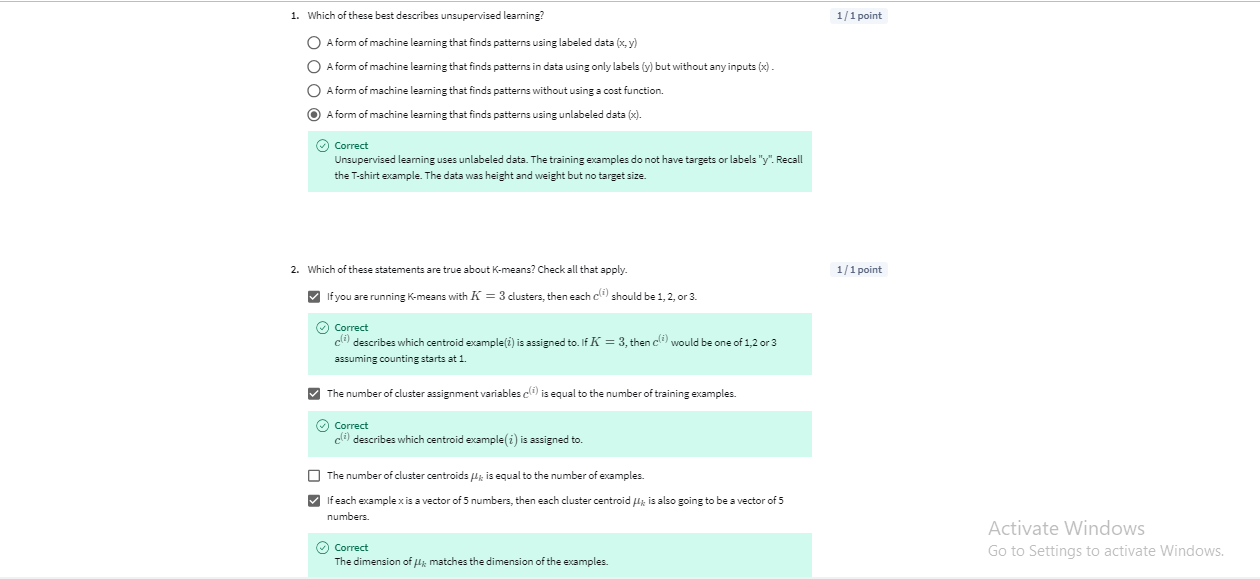 1. Which of these best describes unsupervised learning?
1 / 1 point
A form of machine learning that finds patterns using labeled data (x, y)
A form of machine learning that finds patterns in data using only labels (y) but without any inputs (x) .
A form of machine learning that finds patterns without using a cost function.
A form of machine learning that finds patterns using unlabeled data (x).
Correct
Unsupervised learning uses unlabeled data. The training examples do not have targets or labels "y". Recall
the T-shirt example. The data was height and weight but no target size.
2. Which of these statements are true about K-means? Check all that apply.
1 / 1 point
If you are running K-means with K = 3 clusters, then each c^(i) should be 1, 2, or 3.
Correct
c^(i) describes which centroid example(i) is assigned to. If K = 3, then c^(i) would be one of 1,2 or 3
assuming counting starts at 1.
The number of cluster assignment variables c^(i) is equal to the number of training examples.
Correct
c^(i) describes which centroid example(i) is assigned to.
The number of cluster centroids μ_k is equal to the number of examples.
If each example x is a vector of 5 numbers, then each cluster centroid μ_k is also going to be a vector of 5
numbers.
Correct
The dimension of μ_k matches the dimension of the examples.
Activate Windows
Go to Settings to activate Windows.